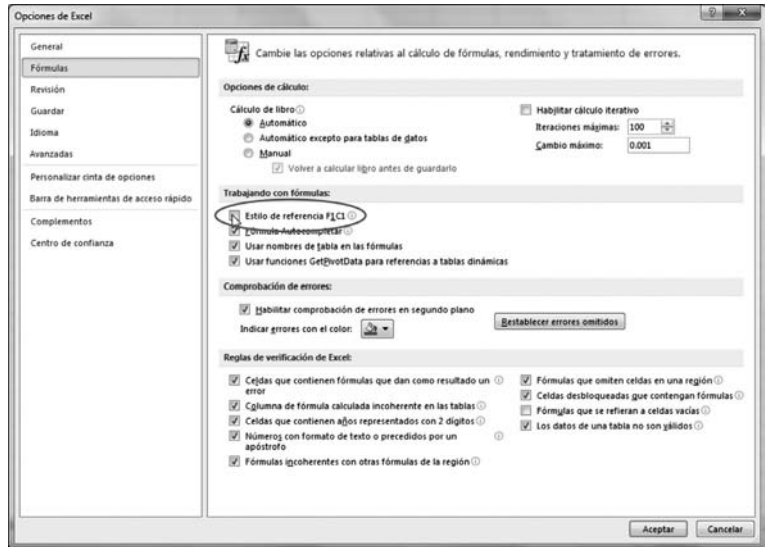 Opciones de Excel
General
Fórmulas
Revisión
Guardar
Idioma
Avanzadas
Personalizar cinta de opciones
Barra de herramientas de acceso rápido
Complementos
Centro de confianza
Cambie las opciones relativas al cálculo de fórmulas, rendimiento y tratamiento de errores.
Opciones de cálculo:
Cálculo de libro
Automático
Automático excepto para tablas de datos
Manual
Volver a calcular libro antes de guardarlo
Habilitar cálculo iterativo
Iteraciones máximas: 100
Cambio máximo: 0.001
Trabajando con fórmulas:
Estilo de referencia F1C1
Fórmula Autocompletar
Usar nombres de tabla en las fórmulas
Usar funciones GetPivotData para referencias a tablas dinámicas
Comprobación de errores:
Habilitar comprobación de errores en segundo plano
Indicar errores con el color:
Restablecer errores omitidos
Reglas de verificación de Excel:
Celdas que contienen fórmulas que dan como resultado un
error
Columna de fórmula calculada incoherente en las tablas
Celdas que contienen años representados con 2 dígitos
Números con formato de texto o precedidos por un
apóstrofo
Fórmulas incoherentes con otras fórmulas de la región
Fórmulas que omiten celdas en una región
Celdas desbloqueadas que contengan fórmulas
Fórmulas que se refieran a celdas vacías
Los datos de una tabla no son válidos
Aceptar
Cancelar